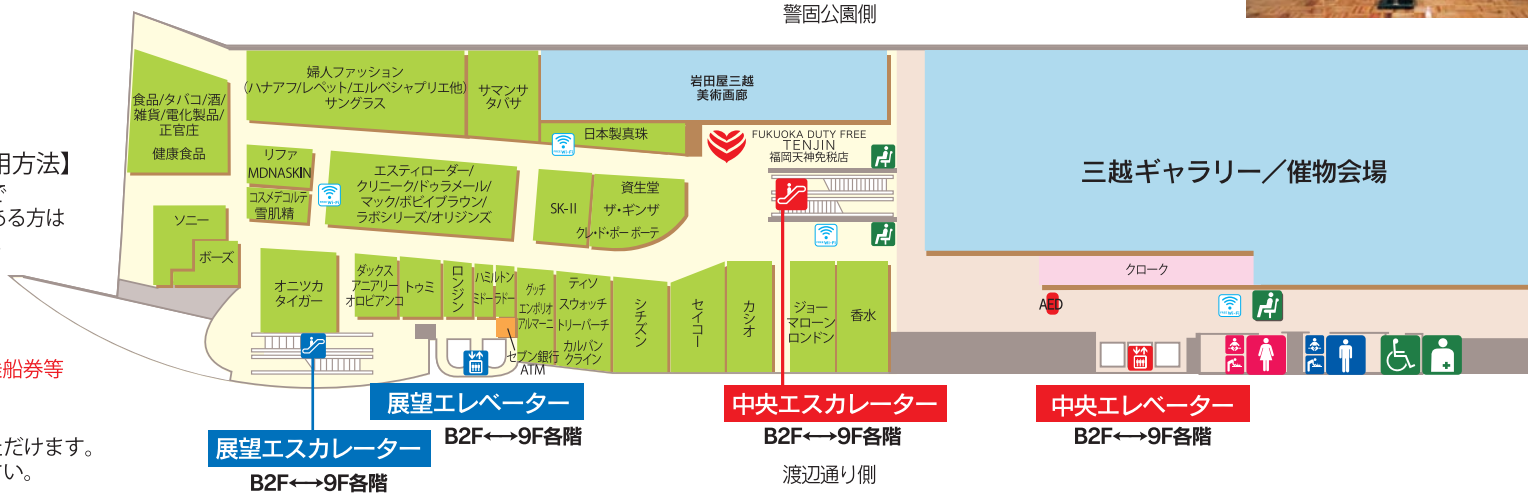 警固公園側
婦人ファッション
(ハナアフ/レペット/エルベシャプリエ他)
サングラス
サマンサ
タバサ
岩田屋三越
美術画廊
食品/タバコ/酒/
雑貨/電化製品/
正官庄
健康食品
日本製真珠
FUKUOKA DUTY FREE
TENJIN
福岡天神免税店
三越ギャラリー／催物会場
用方法】
で
ある方は
リファ
MDNASKIN
コスメデコルテ
雪肌精
エスティローダー/
クリニーク/ドゥラメール/
マック/ボビイブラウン/
ラボシリーズ/オリジンズ
SK-II
資生堂
ザ・ギンザ
クレ・ド・ポー ボーテ
ソニー
ボーズ
オニツカ
タイガー
ダックス
アニアリー
オロビアンコ
トゥミ
ロンジン
ハミルトン
ミドー
ラドー
グッチ
エンポリオ
アルマーニ
ティソ
スウォッチ
トリーバーチ
カルバン
クライン
シチズン
セイコー
カシオ
ジョー
マローン
ロンドン
香水
クローク
AED
セブン銀行
ATM
船券等
展望エレベーター
B2F←→9F各階
中央エスカレーター
B2F←→9F各階
中央エレベーター
B2F←→9F各階
展望エスカレーター
B2F←→9F各階
ただけます。
さい。
渡辺通り側